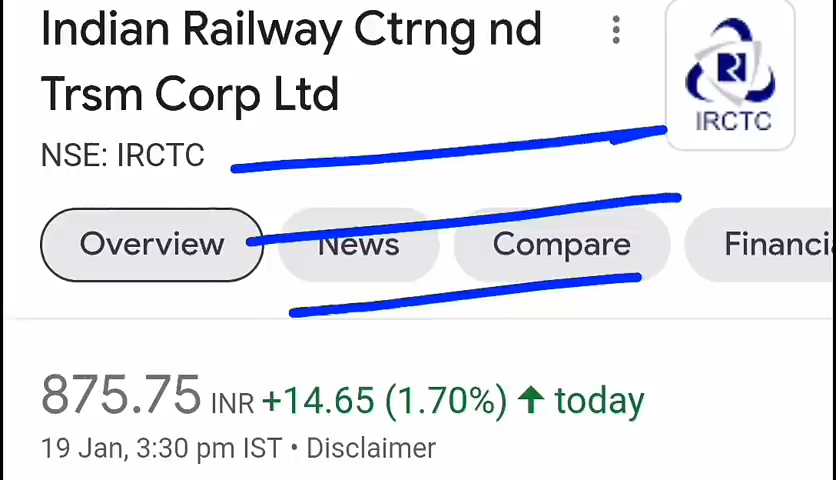 Indian Railway Ctrng nd
Trsm Corp Ltd
IRCTC
NSE: IRCTC
Overview News Compare
875.75 INR +14.65 (1.70%) ↑ today
19 Jan, 3:30 pm IST • Disclaimer